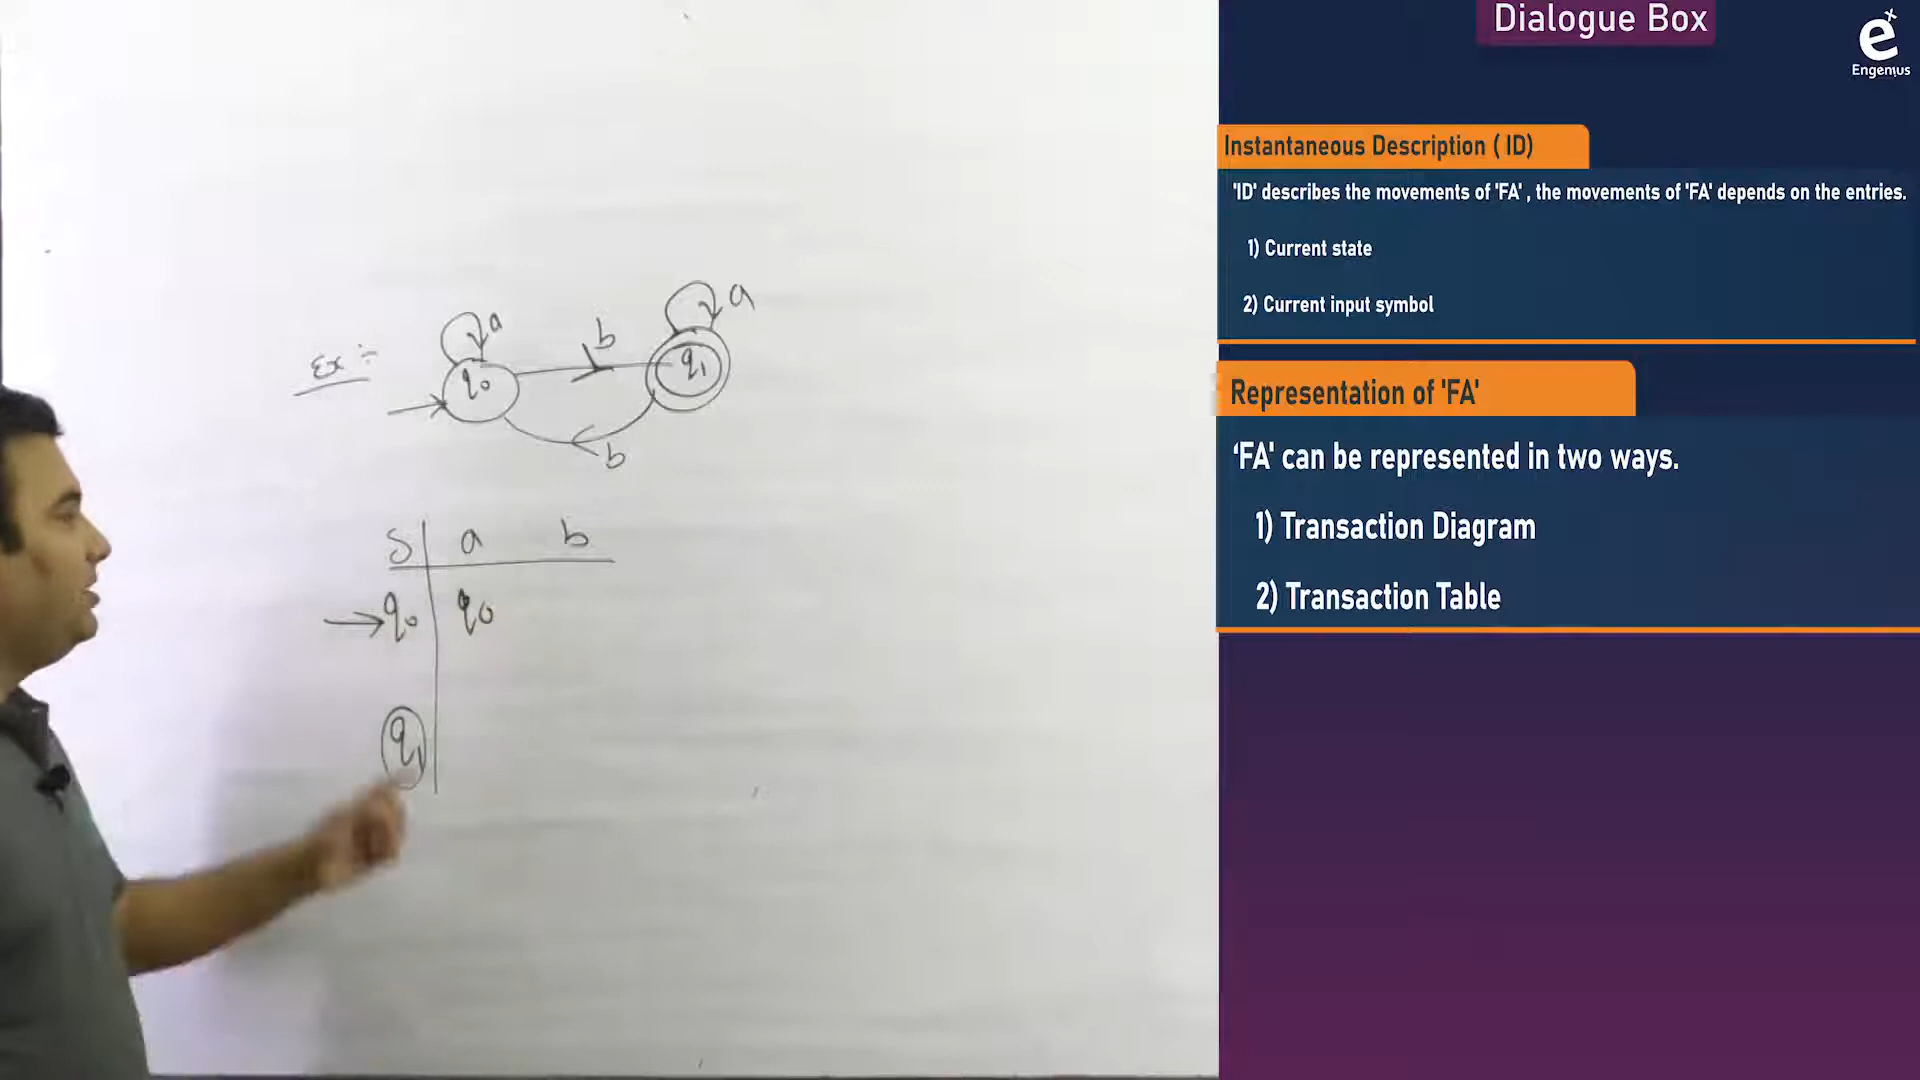 Dialogue Box
ex
Engenius
Instantaneous Description ( ID)
'ID' describes the movements of 'FA' , the movements of 'FA' depends on the entries.
1) Current state
2) Current input symbol
Representation of 'FA'
‘FA' can be represented in two ways.
1) Transaction Diagram
2) Transaction Table
Ex ÷
a
a
b
q0
q1
b
S a b
→ q0 q0
q1